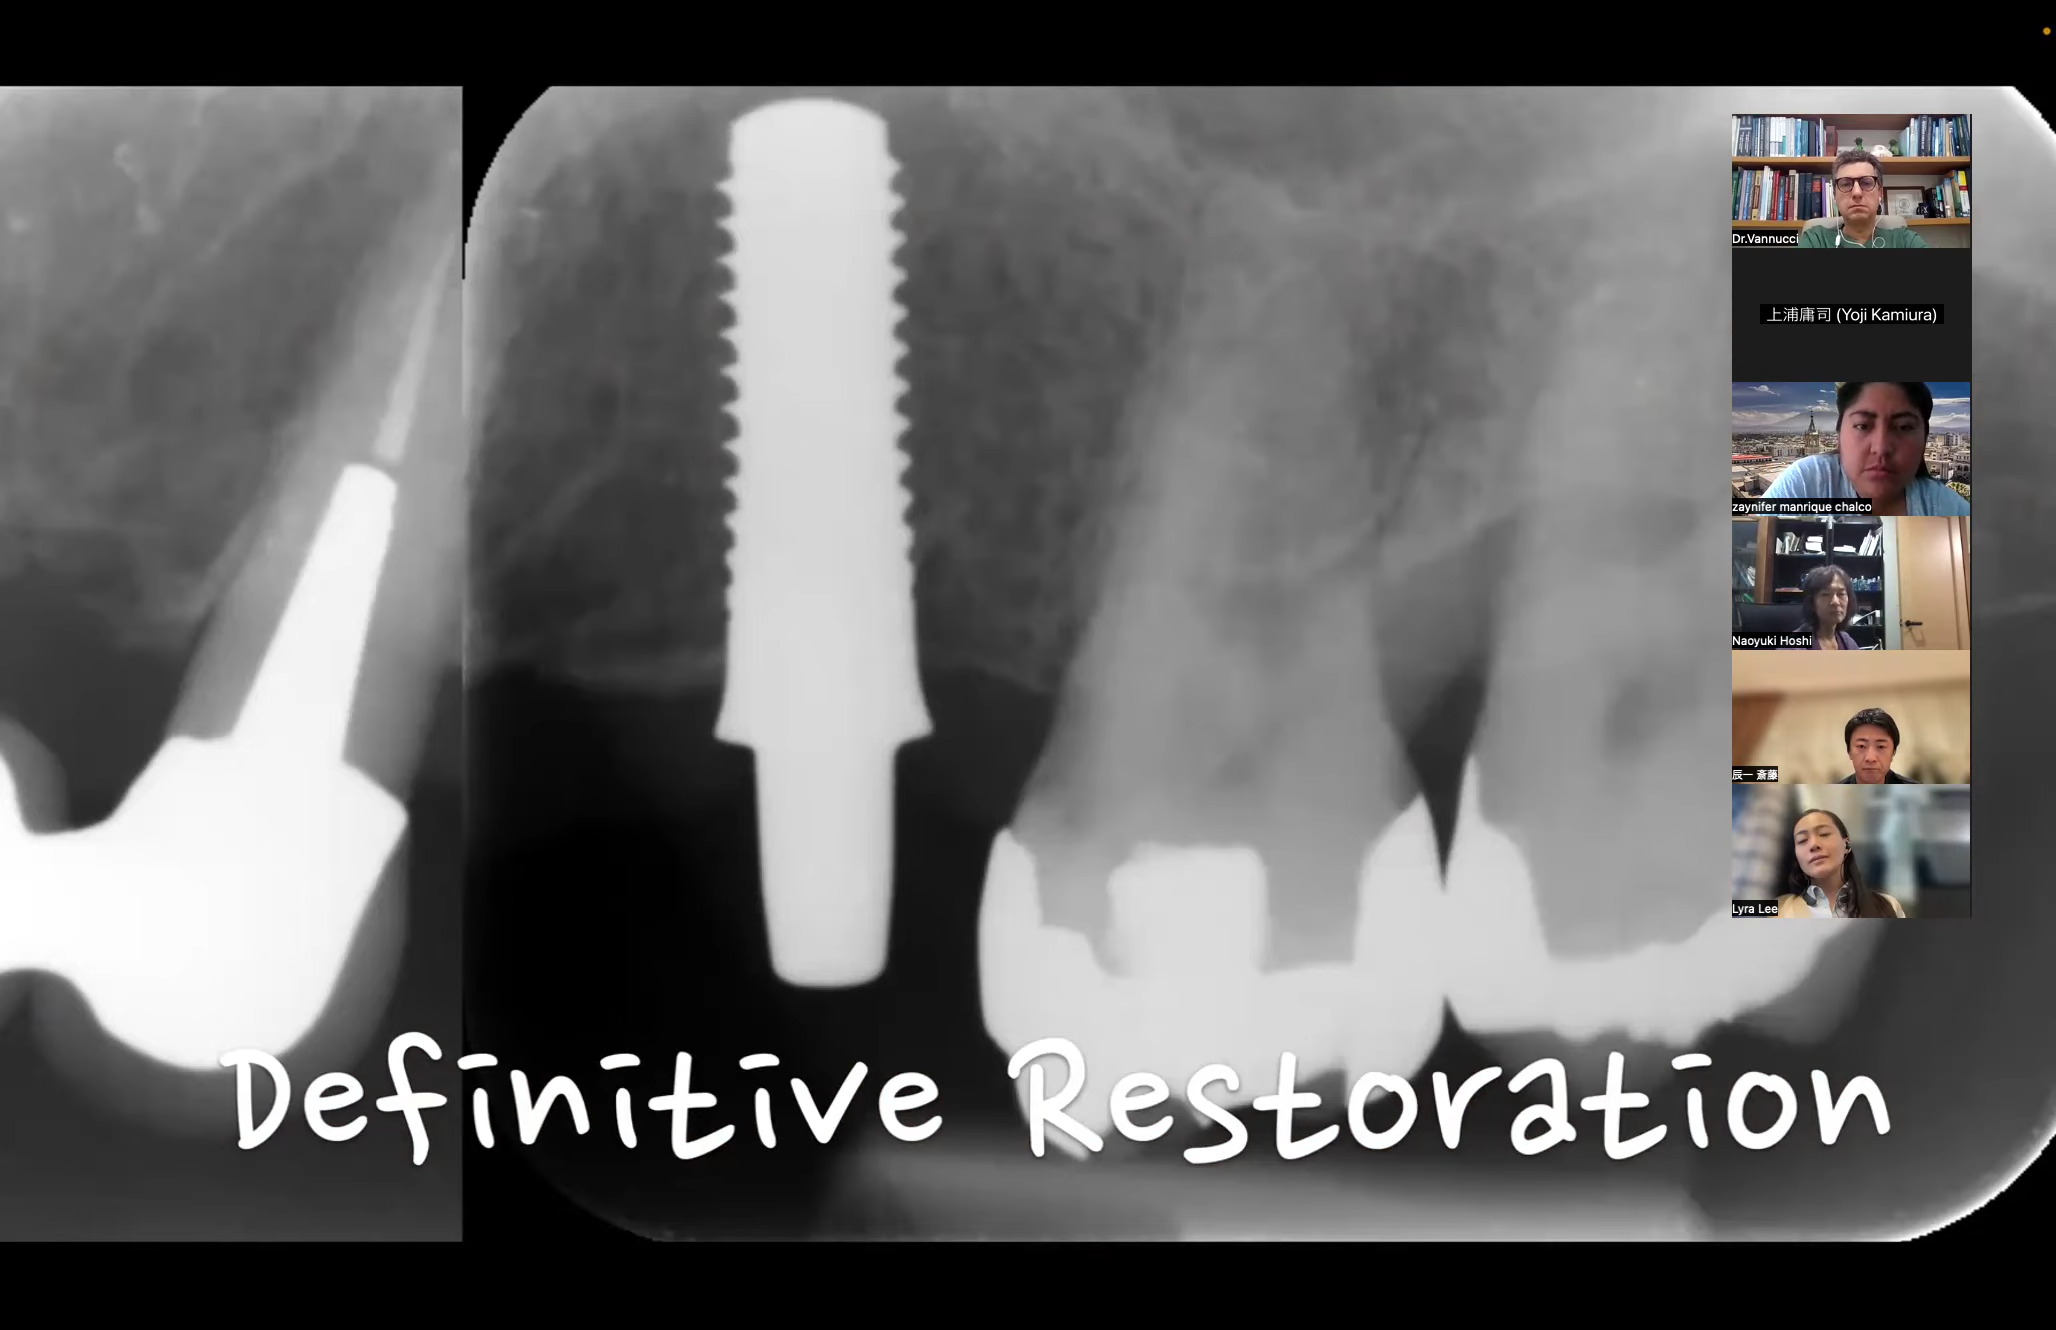 Dr.Vannucci
上浦庸司 (Yoji Kamiura)
zaynifer manrique chalco
Naoyuki Hoshi
辰一 斎藤
Lyra Lee
Definitive Restoration